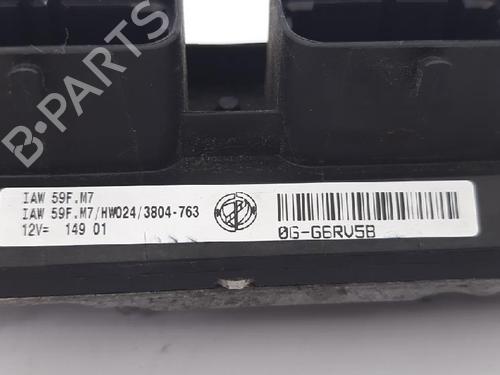 B-PARTS
IAW 59F.M7
IAW 59F.M7/HW024/3804-763
12V= 149 01
0G-G6RV5B